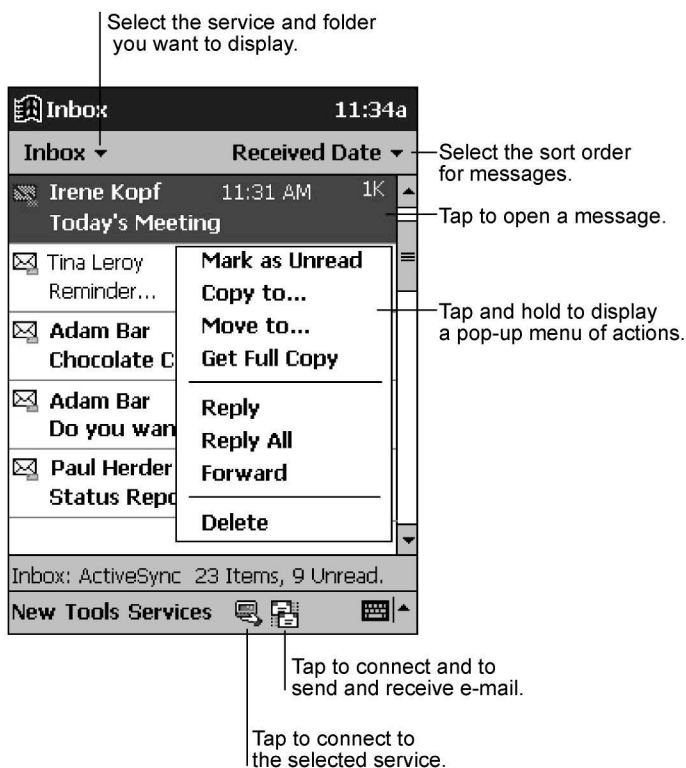 Select the service and folder
you want to display.
Inbox 11:34a
Inbox Received Date
Select the sort order
for messages.
Irene Kopf 11:31 AM 1K
Today's Meeting
Tap to open a message.
Tina Leroy
Reminder...
Adam Bar
Chocolate C
Adam Bar
Do you wan
Paul Herder
Status Repo
Mark as Unread
Copy to...
Move to...
Get Full Copy
Reply
Reply All
Forward
Delete
Tap and hold to display
a pop-up menu of actions.
Inbox: ActiveSync 23 Items, 9 Unread.
New Tools Services
Tap to connect and to
send and receive e-mail.
Tap to connect to
the selected service.